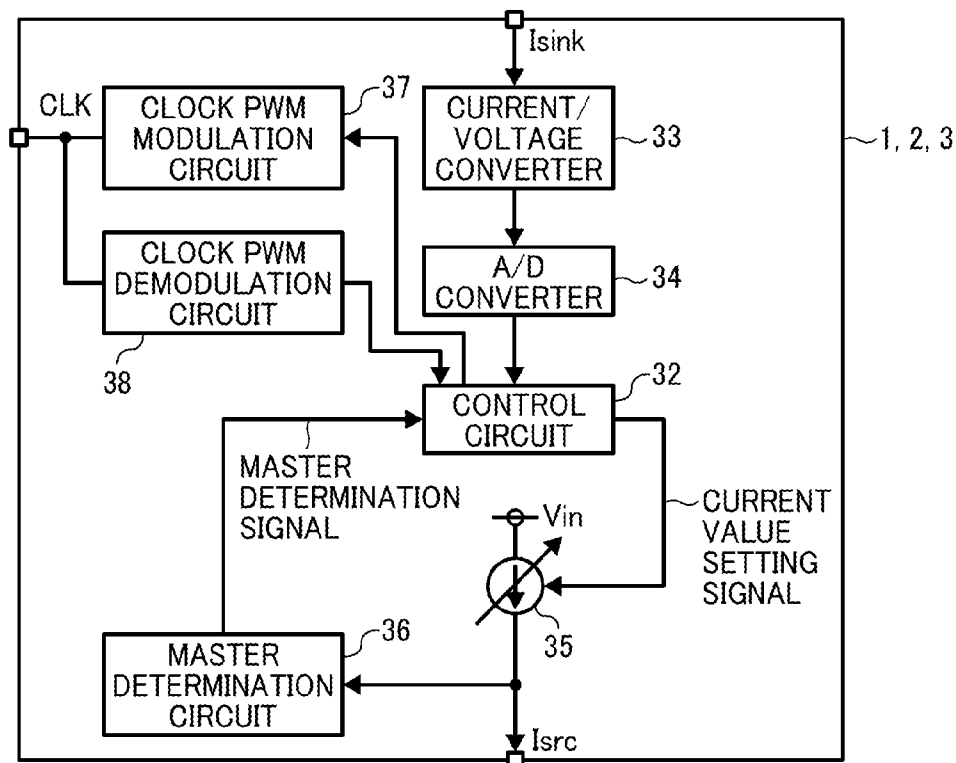 Isink
CLK
CLOCK PWM
MODULATION
CIRCUIT
37
CURRENT/
VOLTAGE
CONVERTER
33
1, 2, 3
CLOCK PWM
DEMODULATION
CIRCUIT
38
A/D
CONVERTER
34
CONTROL
CIRCUIT
32
MASTER
DETERMINATION
SIGNAL
CURRENT
VALUE
SETTING
SIGNAL
Vin
35
MASTER
DETERMINATION
CIRCUIT
36
Isrc